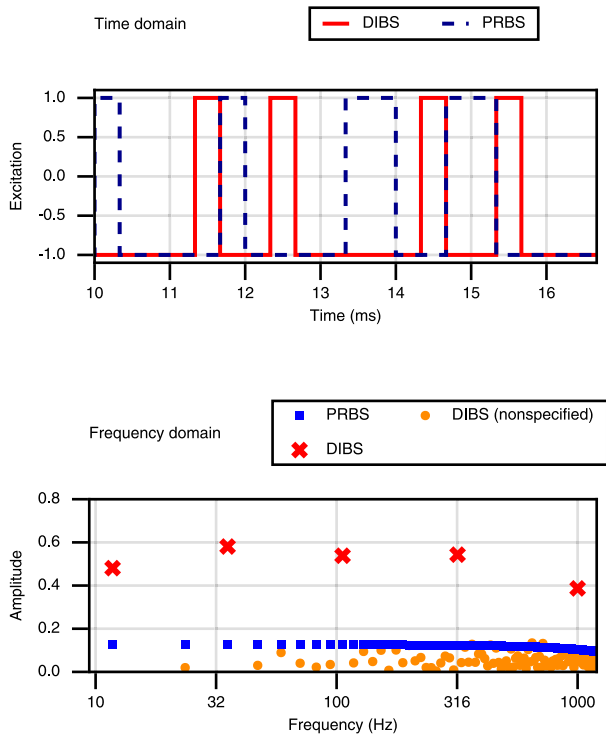 Time domain
DIBS
PRBS
Excitation
1.0
0.5
0.0
-0.5
-1.0
10 11 12 13 14 15 16
Time (ms)
PRBS
DIBS (nonspecified)
DIBS
Frequency domain
Amplitude
0.8
0.6
0.4
0.2
0.0
10 32 100 316 1000
Frequency (Hz)